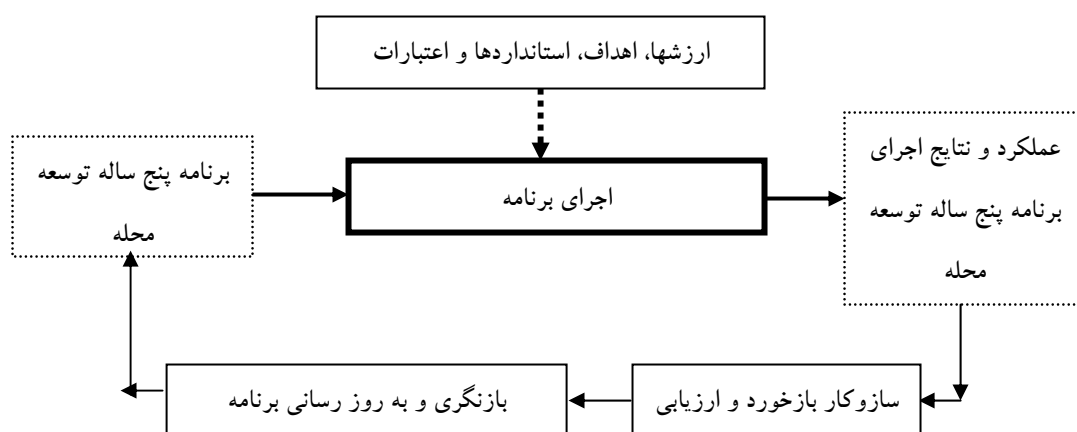 ارزشها، اهداف، استانداردها و اعتبارات
عملکرد و نتایج اجرای
برنامه پنج ساله توسعه
محله
اجرای برنامه
برنامه پنج ساله توسعه
محله
سازوکار بازخورد و ارزیابی
بازنگری و به روز رسانی برنامه